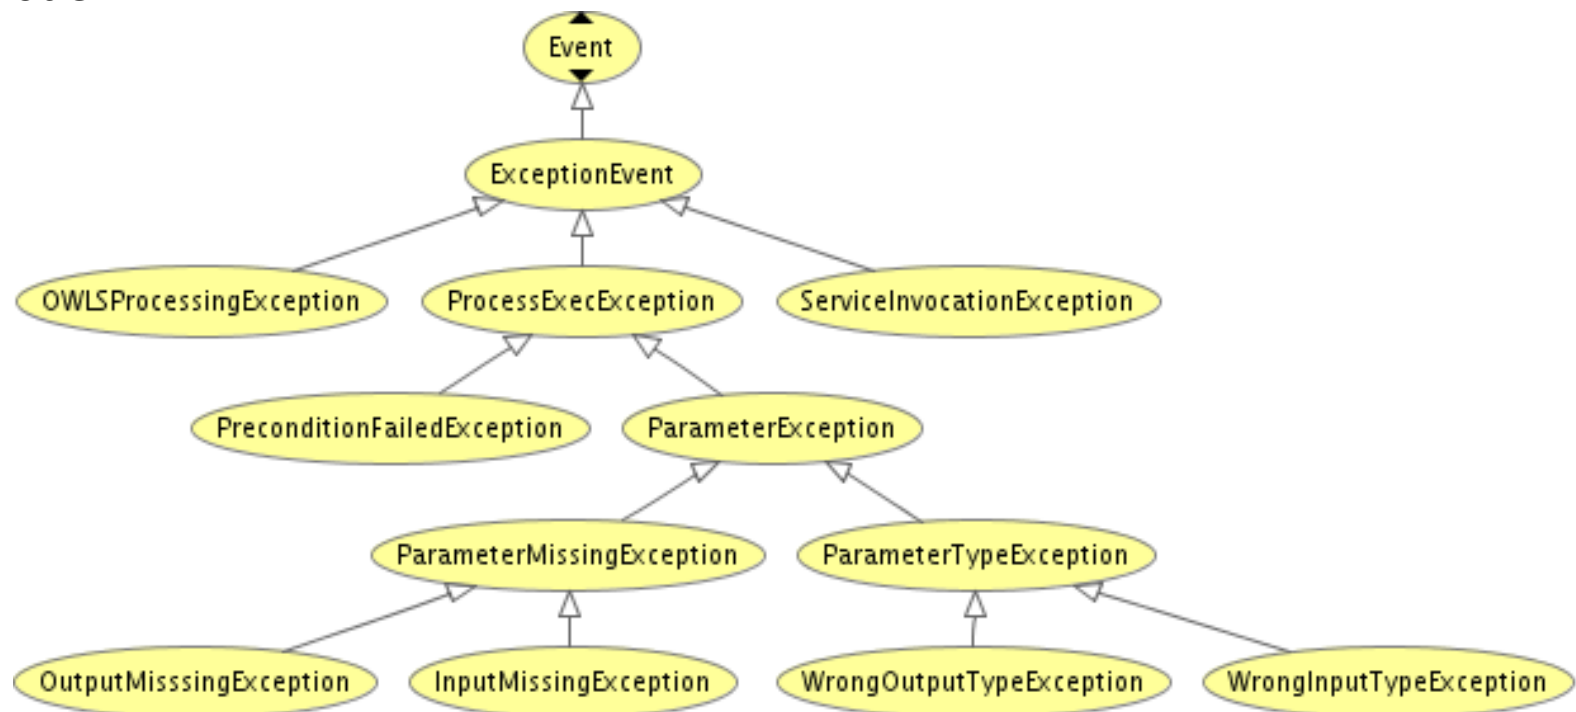 Event
ExceptionEvent
OWLSProcessingException
ProcessExecException
ServiceInvocationException
PreconditionFailedException
ParameterException
ParameterMissingException
ParameterTypeException
OutputMisssingException
InputMissingException
WrongOutputTypeException
WrongInputTypeException